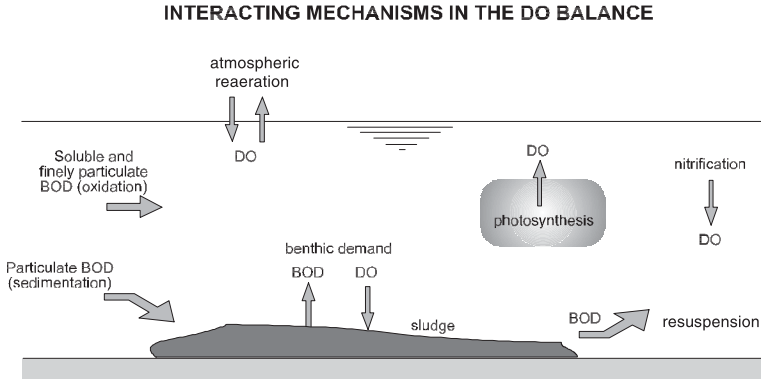 INTERACTING MECHANISMS IN THE DO BALANCE
atmospheric
reaeration
DO
Soluble and
finely particulate
BOD (oxidation)
DO
photosynthesis
nitrification
DO
benthic demand
BOD DO
Particulate BOD
(sedimentation)
sludge
BOD
resuspension